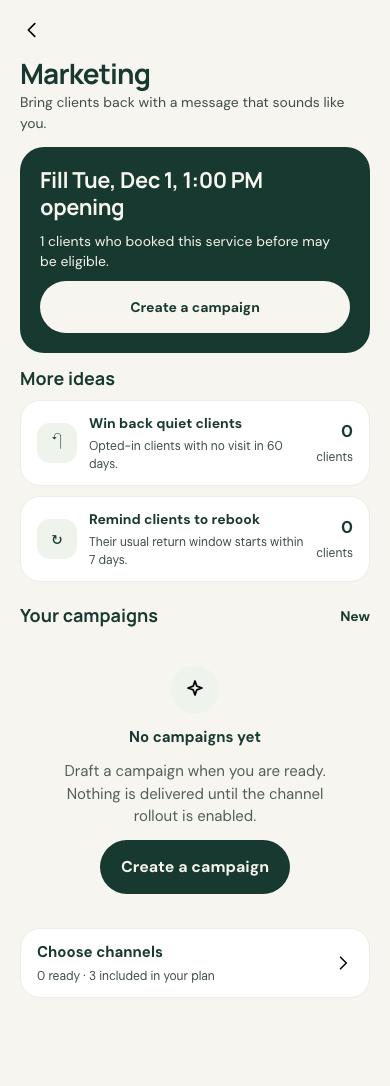 Marketing
Bring clients back with a message that sounds like
you.
Fill Tue, Dec 1, 1:00 PM
opening
1 clients who booked this service before may
be eligible.
Create a campaign
More ideas
Win back quiet clients
Opted-in clients with no visit in 60
days.
0
clients
Remind clients to rebook
Their usual return window starts within
7 days.
0
clients
Your campaigns
New
No campaigns yet
Draft a campaign when you are ready.
Nothing is delivered until the channel
rollout is enabled.
Create a campaign
Choose channels
0 ready · 3 included in your plan